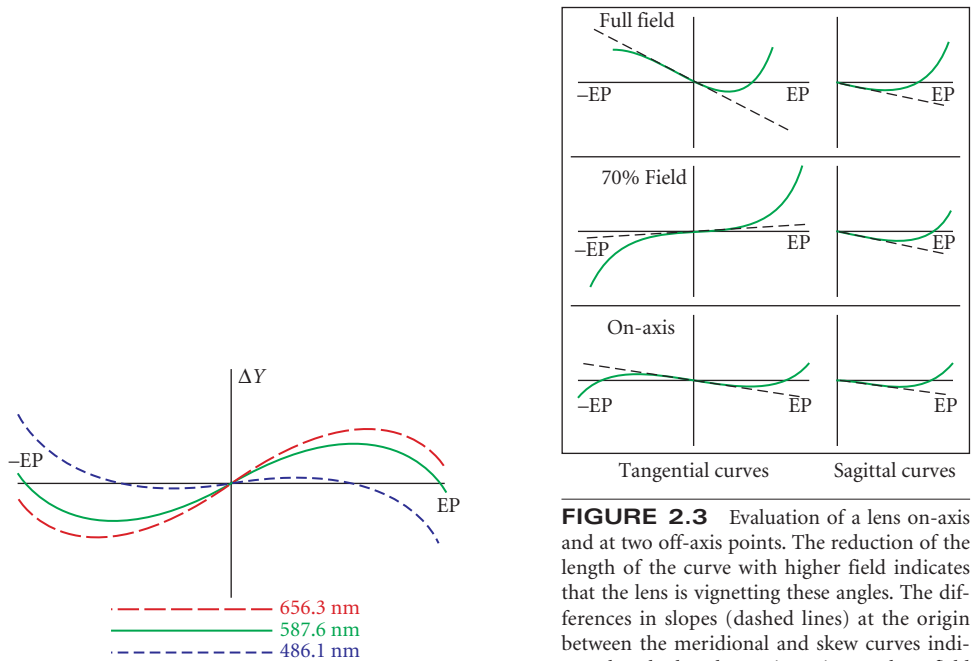 ΔY
–EP
EP
656.3 nm
587.6 nm
486.1 nm
Full field
–EP
EP
EP
70% Field
–EP
EP
EP
On-axis
–EP
EP
EP
Tangential curves
Sagittal curves
FIGURE 2.3 Evaluation of a lens on-axis
and at two off-axis points. The reduction of the
length of the curve with higher field indicates
that the lens is vignetting these angles. The dif-
ferences in slopes (dashed lines) at the origin
between the meridional and skew curves indi-